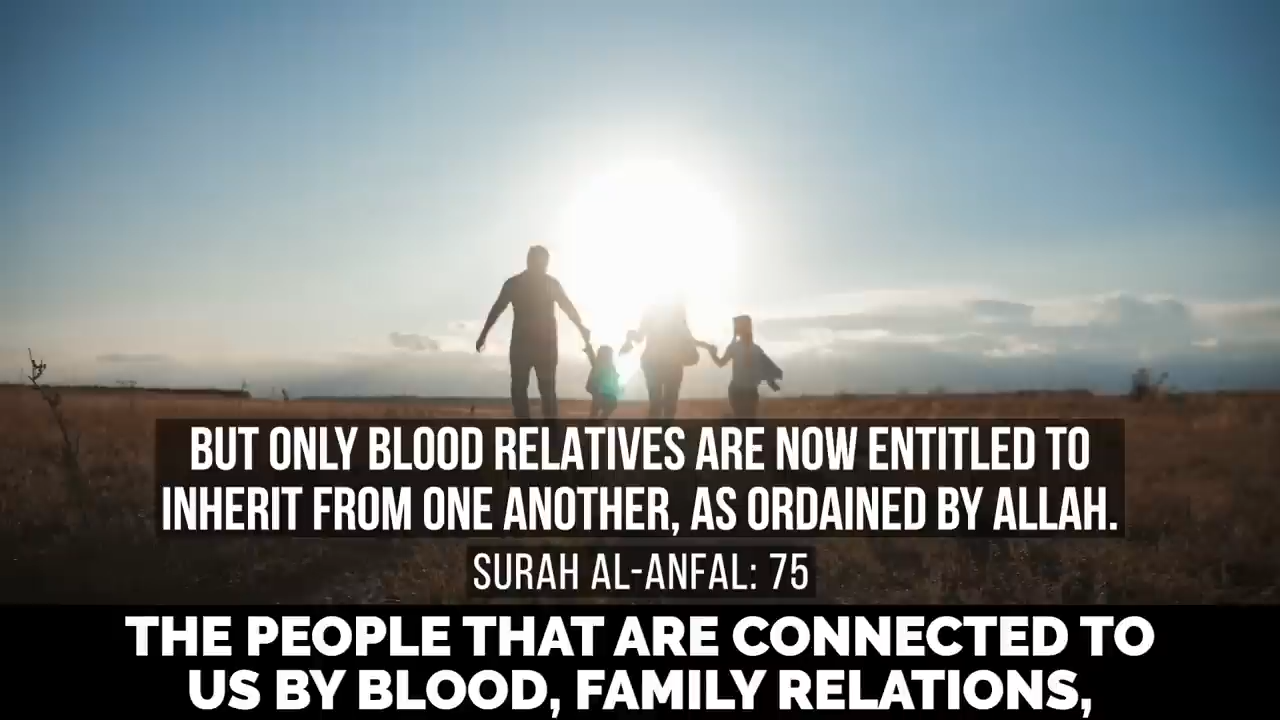 BUT ONLY BLOOD RELATIVES ARE NOW ENTITLED TO
INHERIT FROM ONE ANOTHER, AS ORDAINED BY ALLAH.
SURAH AL-ANFAL: 75
THE PEOPLE THAT ARE CONNECTED TO
US BY BLOOD, FAMILY RELATIONS,